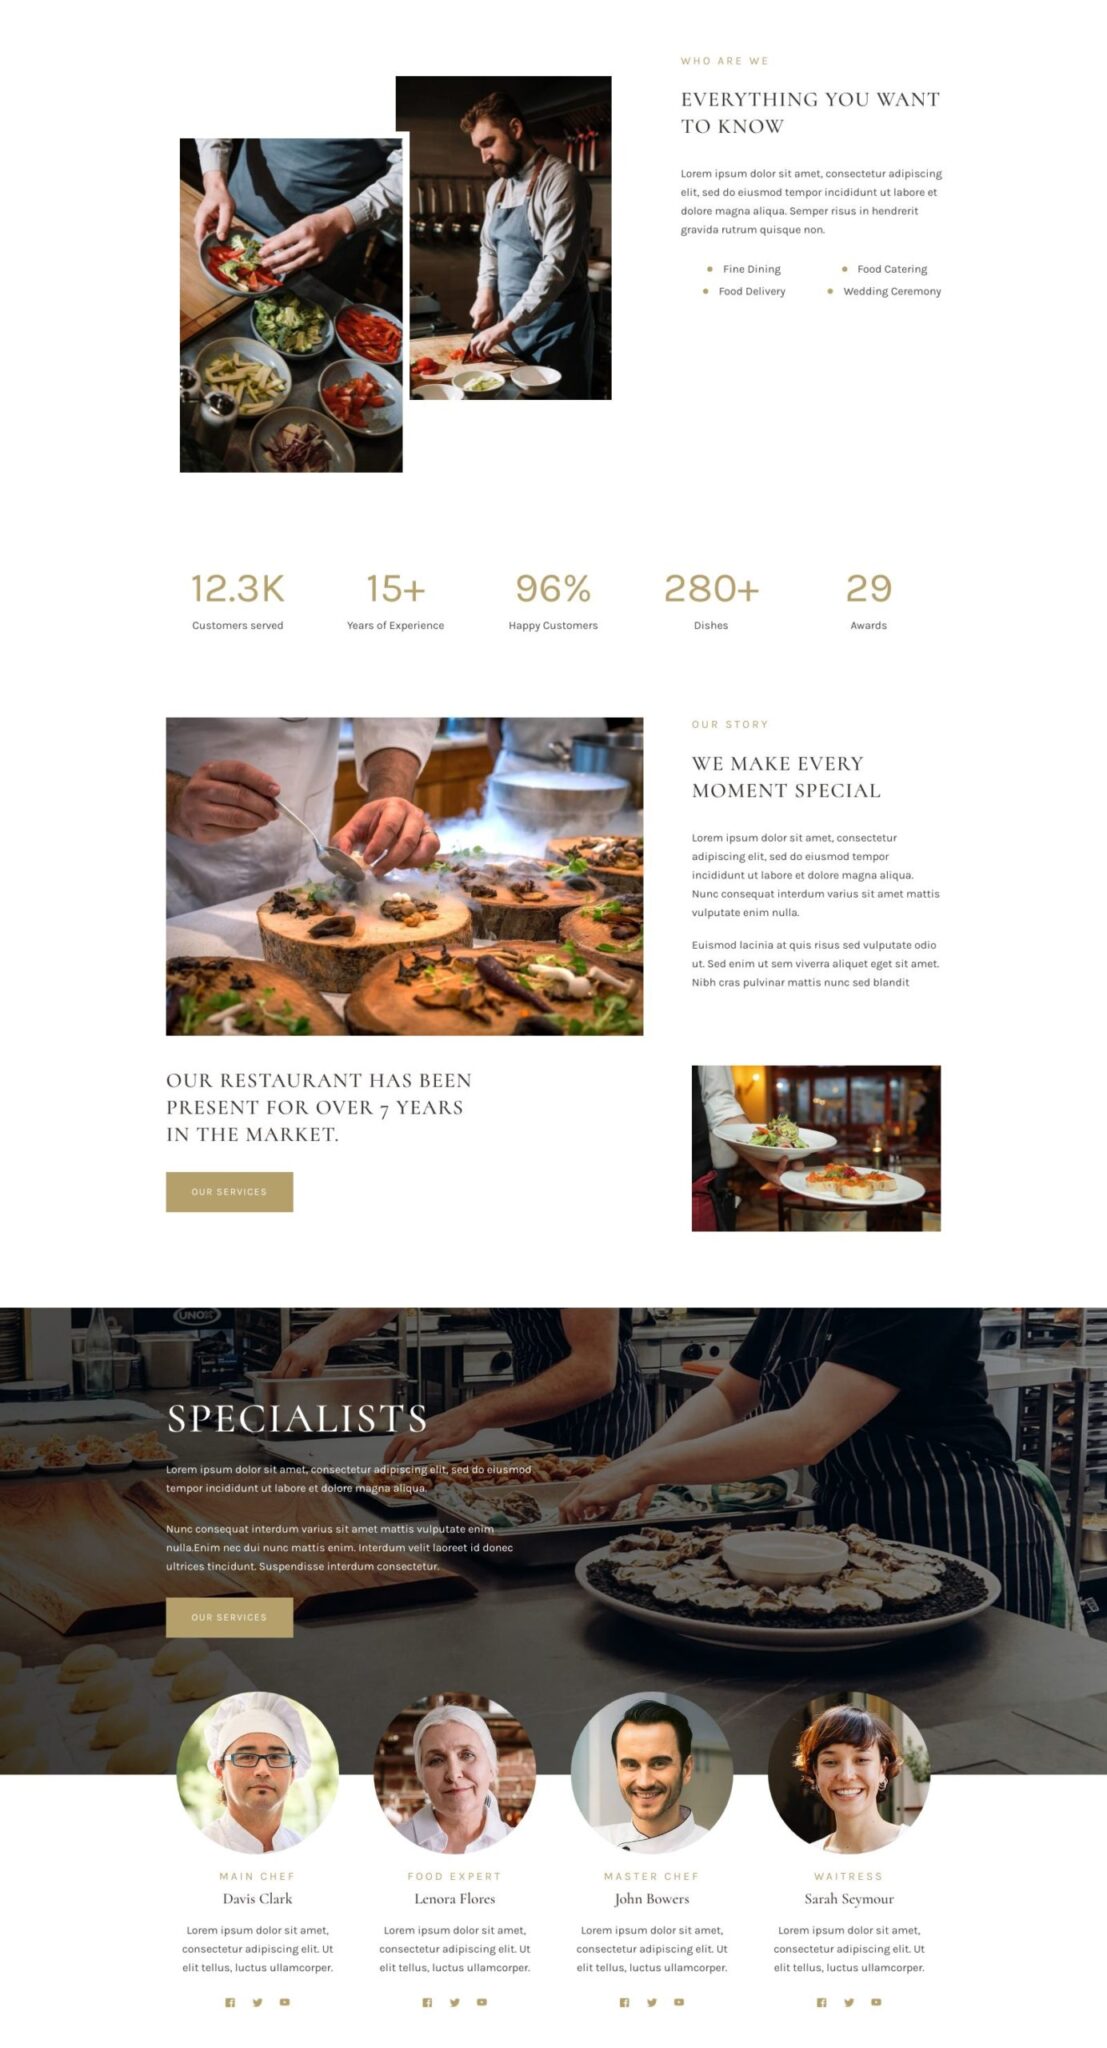 WHO ARE WE
EVERYTHING YOU WANT
TO KNOW
Lorem ipsum dolor sit amet, consectetur adipiscing
elit, sed do eiusmod tempor incididunt ut labore et
dolore magna aliqua. Semper risus in hendrerit
gravida rutrum quisque non.
Fine Dining
Food Catering
Food Delivery
Wedding Ceremony
12.3K
15+
96%
280+
29
Customers served
Years of Experience
Happy Customers
Dishes
Awards
OUR STORY
WE MAKE EVERY
MOMENT SPECIAL
Lorem ipsum dolor sit amet, consectetur
adipiscing elit, sed do eiusmod tempor
incididunt ut labore et dolore magna aliqua.
Nunc consequat interdum varius sit amet mattis
vulputate enim nulla.
Euismod lacinia at quis risus sed vulputate odio
ut. Sed enim ut sem viverra aliquet eget sit amet.
Nibh cras pulvinar mattis nunc sed blandit
OUR RESTAURANT HAS BEEN
PRESENT FOR OVER 7 YEARS
IN THE MARKET.
OUR SERVICES
UNOX
SPECIALISTS
Lorem ipsum dolor sit amet, consectetur adipiscing elit, sed do eiusmod
tempor incididunt ut labore et dolore magna aliqua.
Nunc consequat interdum varius sit amet mattis vulputate enim
nulla.Enim nec dui nunc mattis enim. Interdum velit laoreet id donec
ultrices tincidunt. Suspendisse interdum consectetur.
OUR SERVICES
MAIN CHEF
Davis Clark
Lorem ipsum dolor sit amet,
consectetur adipiscing elit. Ut
elit tellus, luctus ullamcorper.
FOOD EXPERT
Lenora Flores
Lorem ipsum dolor sit amet,
consectetur adipiscing elit. Ut
elit tellus, luctus ullamcorper.
MASTER CHEF
John Bowers
Lorem ipsum dolor sit amet,
consectetur adipiscing elit. Ut
elit tellus, luctus ullamcorper.
WAITRESS
Sarah Seymour
Lorem ipsum dolor sit amet,
consectetur adipiscing elit. Ut
elit tellus, luctus ullamcorper.